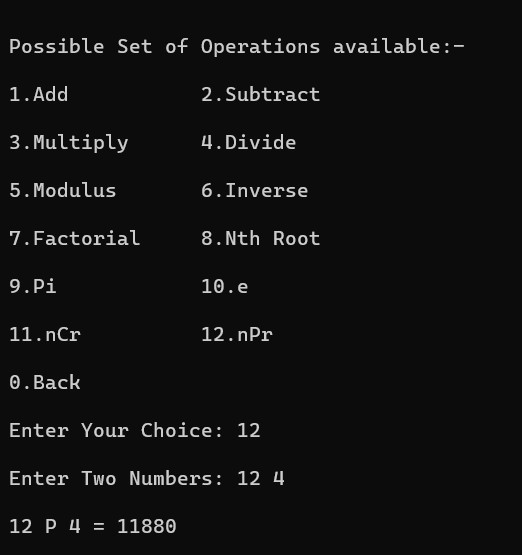 Possible Set of Operations available:-
1.Add 2.Subtract
3.Multiply 4.Divide
5.Modulus 6.Inverse
7.Factorial 8.Nth Root
9.Pi 10.e
11.nCr 12.nPr
0.Back
Enter Your Choice: 12
Enter Two Numbers: 12 4
12 P 4 = 11880